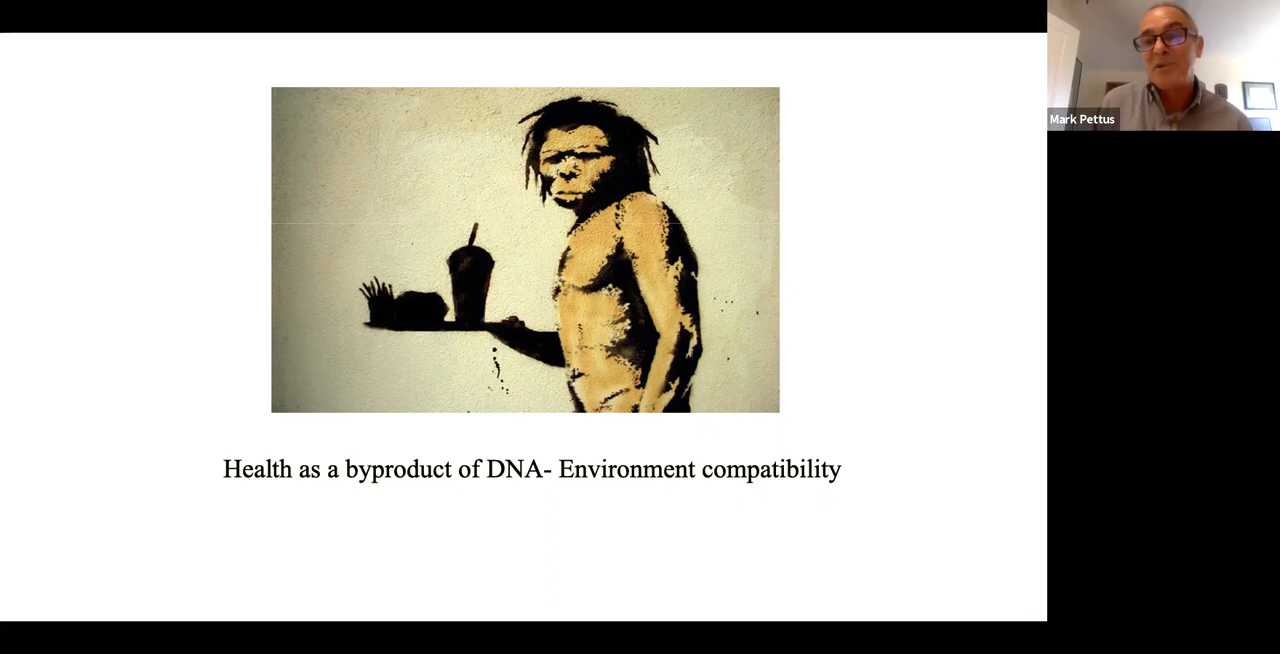 Mark Pettus
Health as a byproduct of DNA- Environment compatibility